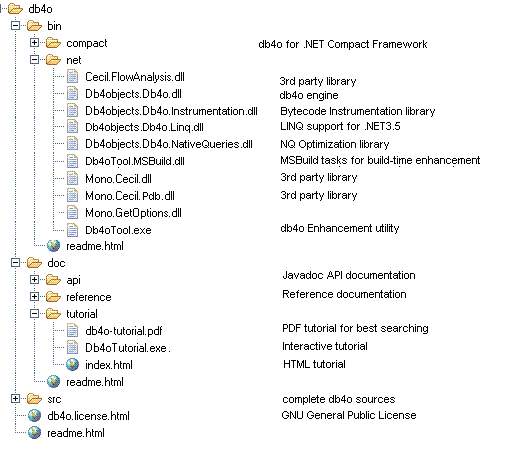 db4o
bin
compact db4o for .NET Compact Framework
net
Cecil.FlowAnalysis.dll 3rd party library
Db4objects.Db4o.dll db4o engine
Db4objects.Db4o.Instrumentation.dll Bytecode Instrumentation library
Db4objects.Db4o.Linq.dll LINQ support for .NET3.5
Db4objects.Db4o.NativeQueries.dll NQ Optimization library
Db4oTool.MSBuild.dll MSBuild tasks for build-time enhancement
Mono.Cecil.dll 3rd party library
Mono.Cecil.Pdb.dll 3rd party library
Mono.GetOptions.dll
Db4oTool.exe db4o Enhancement utility
readme.html
doc
api Javadoc API documentation
reference Reference documentation
tutorial
db4o-tutorial.pdf PDF tutorial for best searching
Db4oTutorial.exe. Interactive tutorial
index.html HTML tutorial
readme.html
src complete db4o sources
db4o.license.html GNU General Public License
readme.html